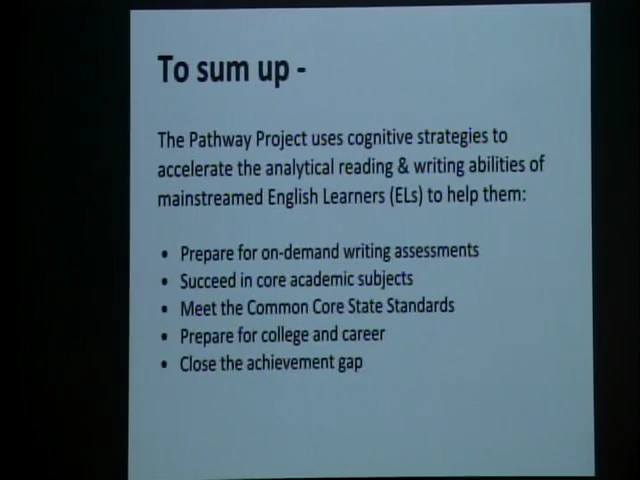 To sum up -
The Pathway Project uses cognitive strategies to
accelerate the analytical reading & writing abilities of
mainstreamed English Learners (ELs) to help them:
• Prepare for on-demand writing assessments
• Succeed in core academic subjects
• Meet the Common Core State Standards
• Prepare for college and career
• Close the achievement gap